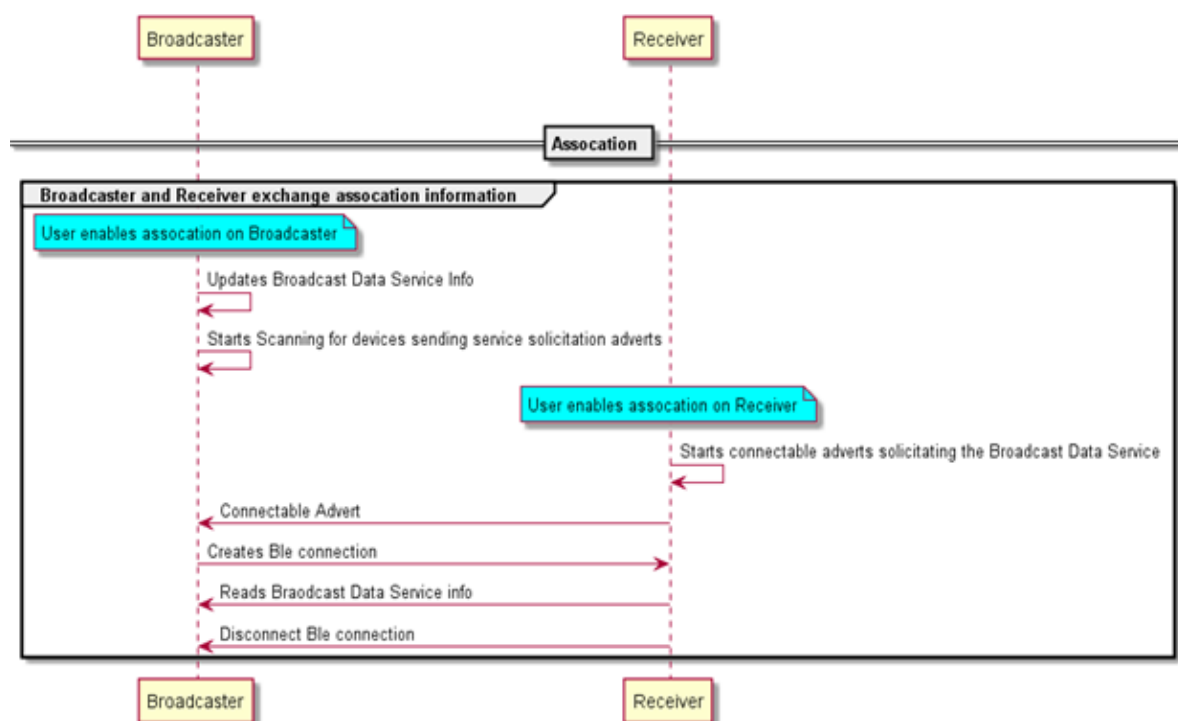 Broadcaster
Receiver
Assocation
Broadcaster and Receiver exchange assocation information
User enables assocation on Broadcaster
Updates Broadcast Data Service Info
Starts Scanning for devices sending service solicitation adverts
User enables assocation on Receiver
Starts connectable adverts solicitating the Broadcast Data Service
Connectable Advert
Creates Ble connection
Reads Braodcast Data Service info
Disconnect Ble connection
Broadcaster
Receiver